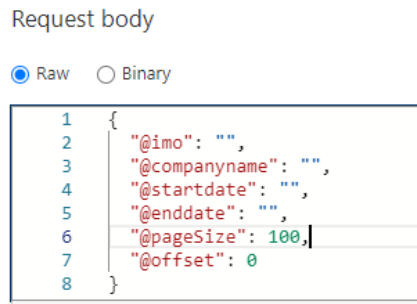 Request body
Raw Binary
1 {
2 "@imo": "",
3 "@companyname": "",
4 "@startdate": "",
5 "@enddate": "",
6 "@pageSize": 100,
7 "@offset": 0
8 }